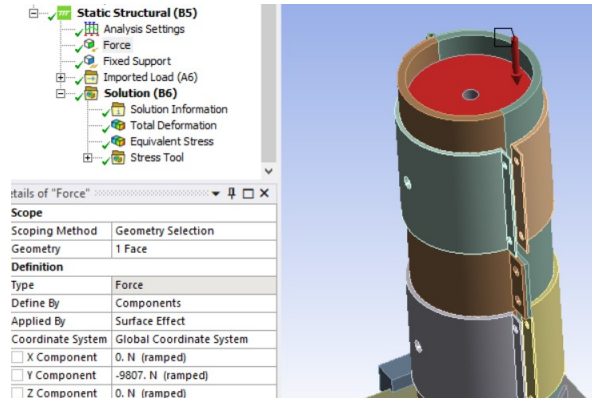 Static Structural (B5)
Analysis Settings
Force
Fixed Support
Imported Load (A6)
Solution (B6)
Solution Information
Total Deformation
Equivalent Stress
Stress Tool
etails of "Force"
Scope
Scoping Method Geometry Selection
Geometry 1 Face
Definition
Type Force
Define By Components
Applied By Surface Effect
Coordinate System Global Coordinate System
X Component 0. N (ramped)
Y Component -9807. N (ramped)
Z Component 0. N (ramped)